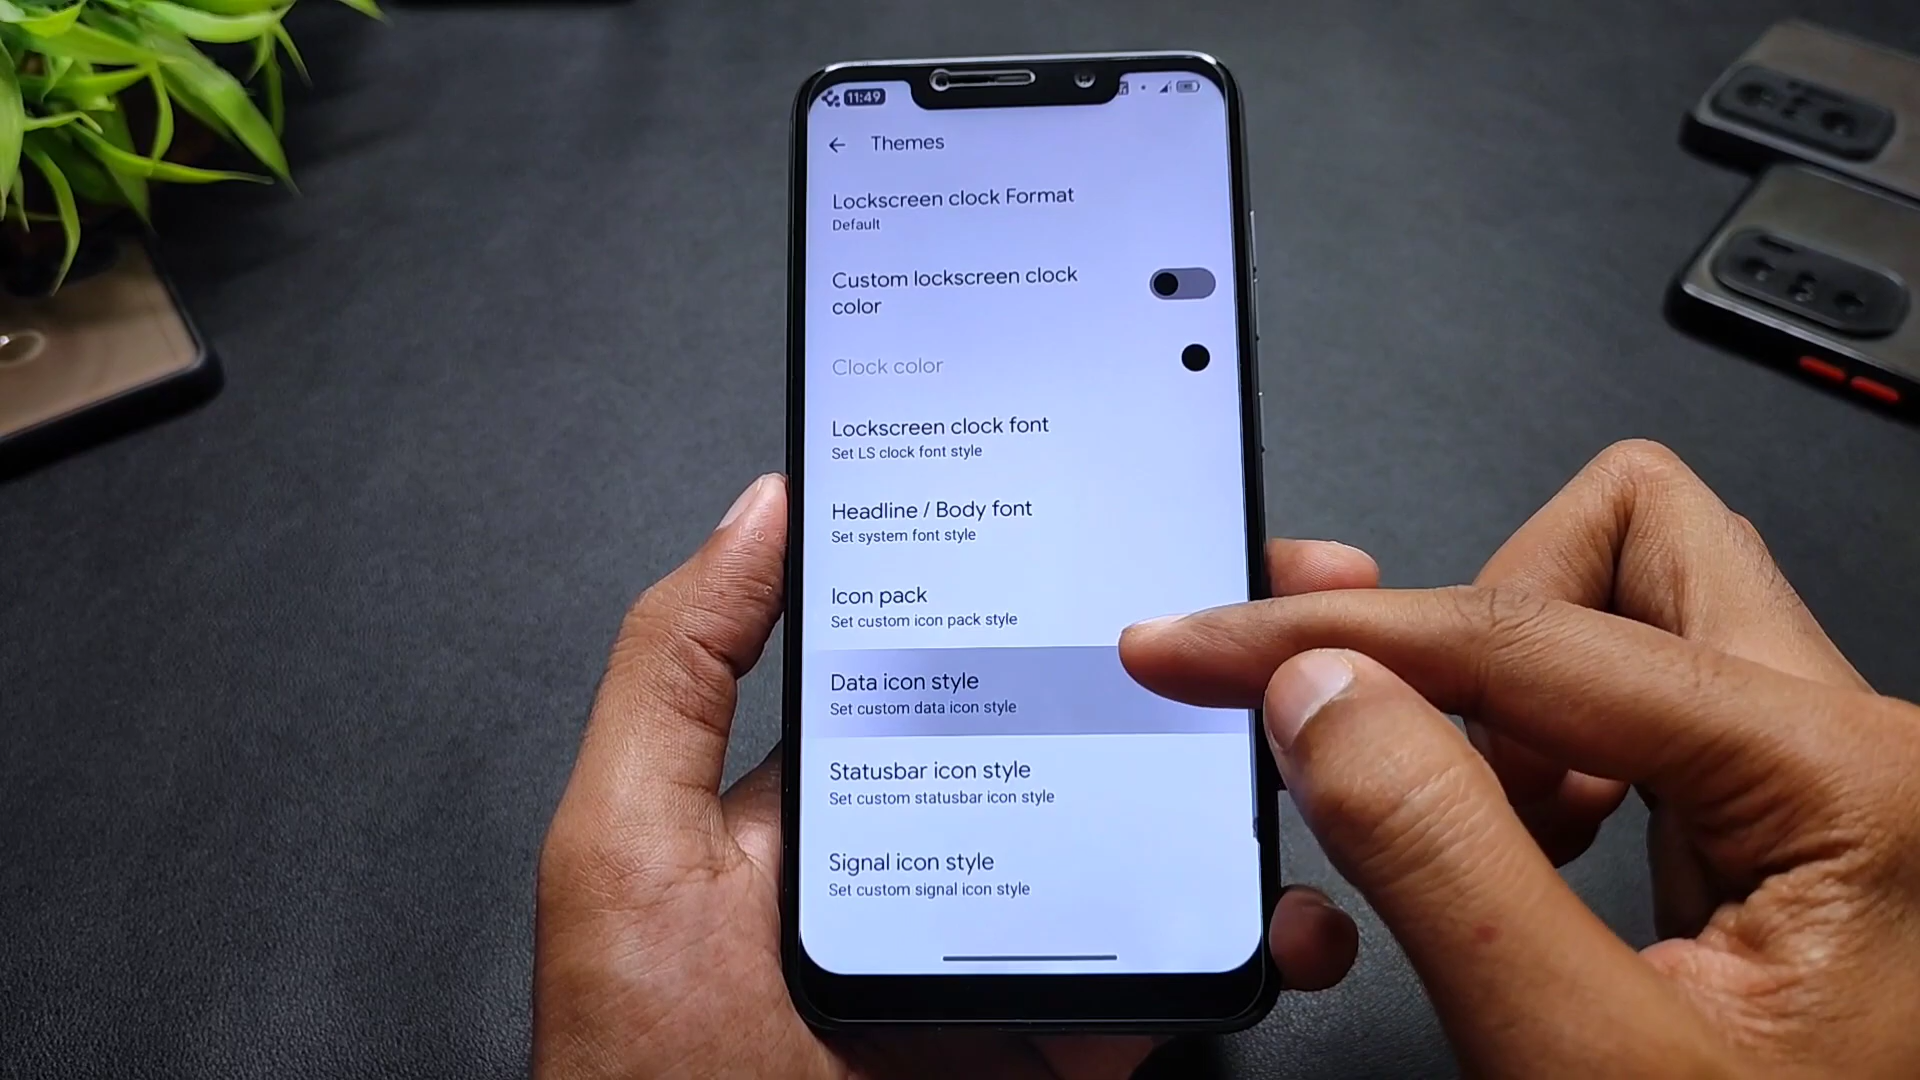 11:49
Themes
Lockscreen clock Format
Default
Custom lockscreen clock
color
Clock color
Lockscreen clock font
Set LS clock font style
Headline / Body font
Set system font style
Icon pack
Set custom icon pack style
Data icon style
Set custom data icon style
Statusbar icon style
Set custom statusbar icon style
Signal icon style
Set custom signal icon style